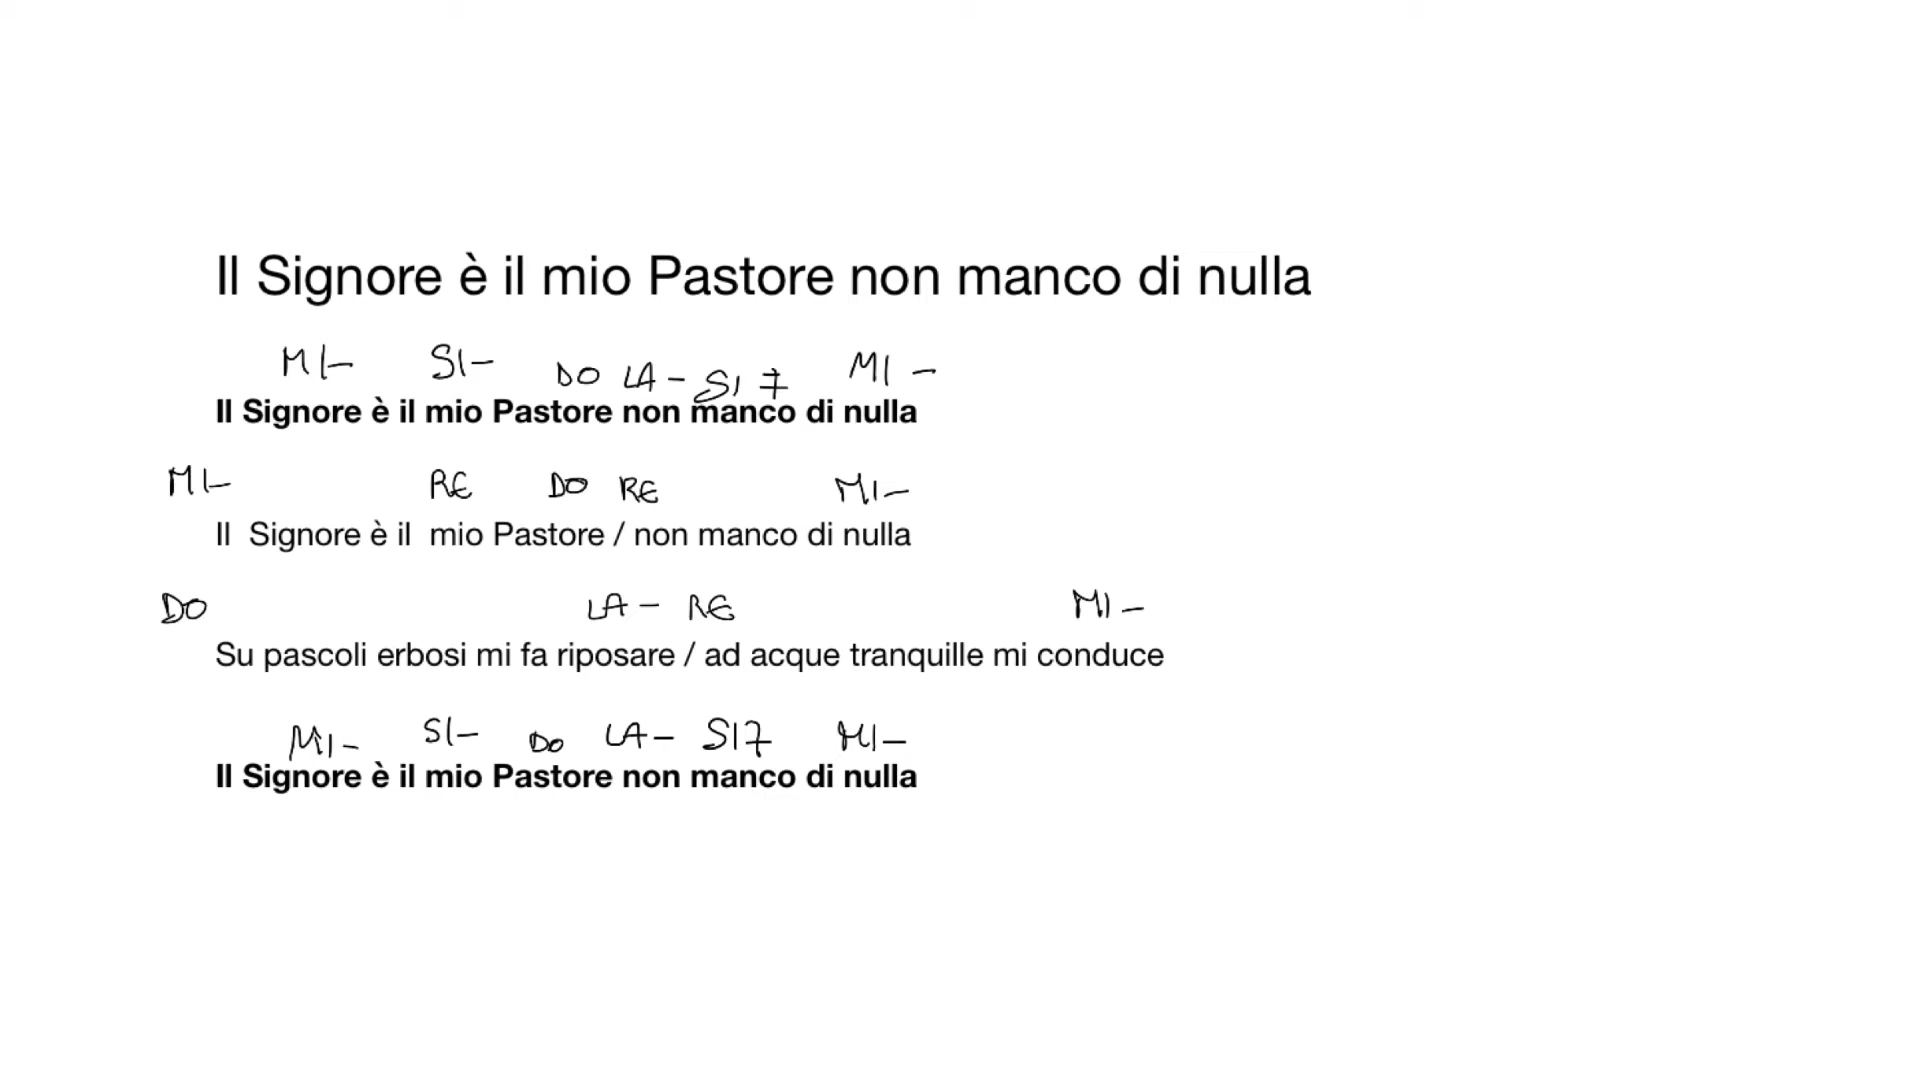 Il Signore è il mio Pastore non manco di nulla
MI- SI- DO LA- SI7 MI-
Il Signore è il mio Pastore non manco di nulla
MI- RE DO RE MI-
Il Signore è il mio Pastore / non manco di nulla
DO LA- RE MI-
Su pascoli erbosi mi fa riposare / ad acque tranquille mi conduce
MI- SI- DO LA- SI7 MI-
Il Signore è il mio Pastore non manco di nulla